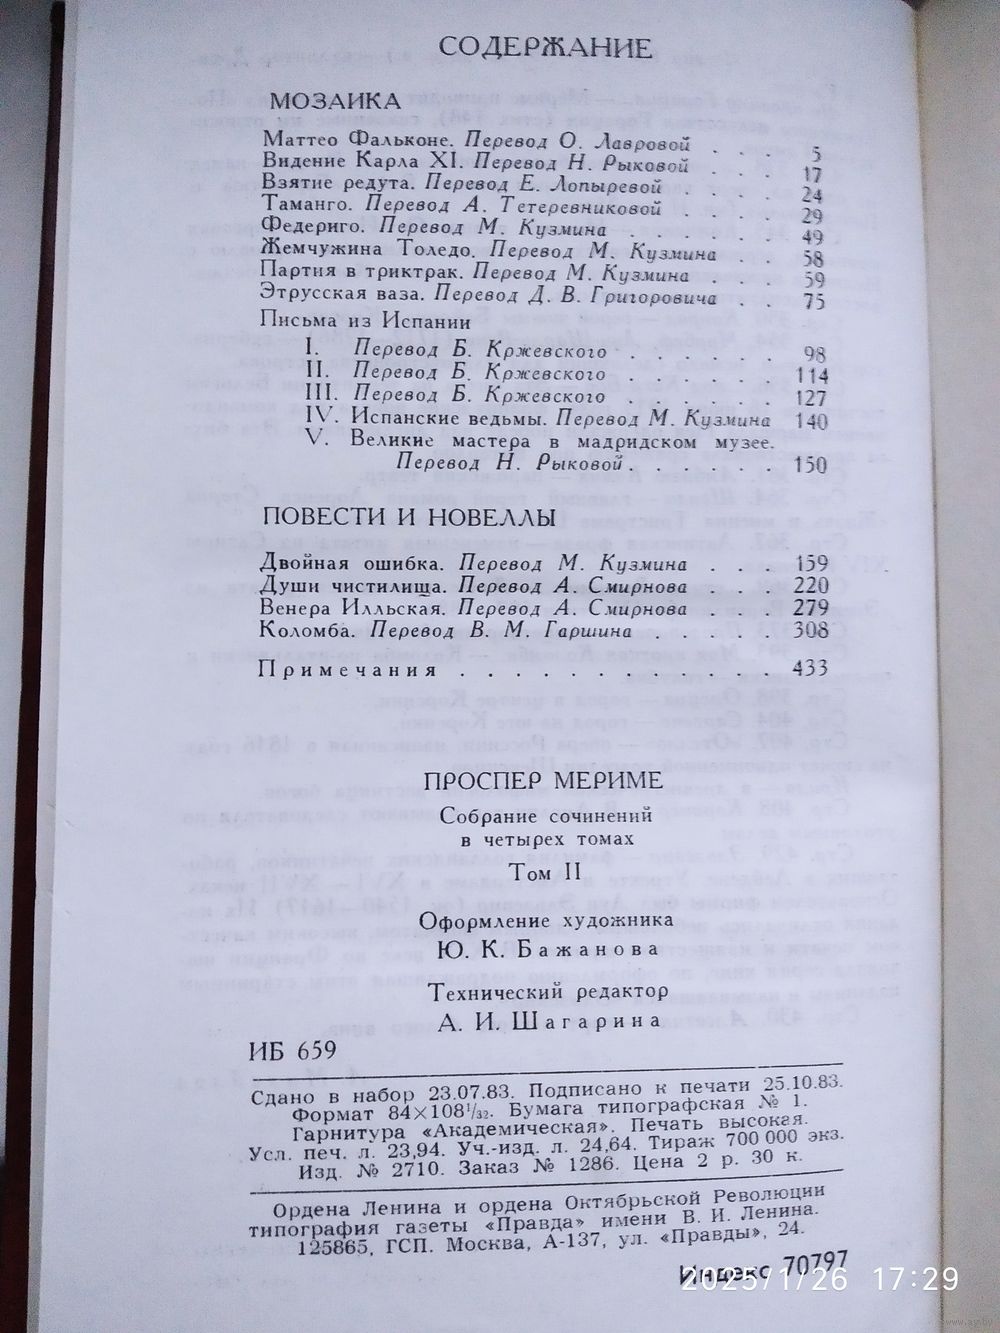 СОДЕРЖАНИЕ
МОЗАИКА
Маттео Фальконе. Перевод О. Лавровой . . . 5
Видение Карла XI. Перевод Н. Рыковой . . . 17
Взятие редута. Перевод Е. Лопыревой . . . 24
Таманго. Перевод А. Тетеревниковой . . . . 29
Федериго. Перевод М. Кузмина . . . . . 49
Жемчужина Толедо. Перевод М. Кузмина . . 58
Партия в триктрак. Перевод М. Кузмина . . . 59
Этрусская ваза. Перевод Д. В. Григоровича . . 75
Письма из Испании
I. Перевод Б. Кржевского . . . . . . 98
II. Перевод Б. Кржевского . . . . . . 114
III. Перевод Б. Кржевского . . . . . . 127
IV. Испанские ведьмы. Перевод М. Кузмина 140
V. Великие мастера в мадридском музее.
Перевод Н. Рыковой . . . . . . 150
ПОВЕСТИ И НОВЕЛЛЫ
Двойная ошибка. Перевод М. Кузмина . . . 159
Души чистилища. Перевод А. Смирнова . . . 220
Венера Илльская. Перевод А. Смирнова . . . 279
Коломба. Перевод В. М. Гаршина . . . . 308
Примечания . . . . . . . . . . . . 433
ПРОСПЕР МЕРИМЕ
Собрание сочинений
в четырех томах
Том II
Оформление художника
Ю. К. Бажанова
Технический редактор
А. И. Шагарина
ИБ 659
Сдано в набор 23.07.83. Подписано к печати 25.10.83.
Формат 84×108¹/₃₂. Бумага типографская № 1.
Гарнитура «Академическая». Печать высокая.
Усл. печ. л. 23,94. Уч.-изд. л. 24,64. Тираж 700 000 экз.
Изд. № 2710. Заказ № 1286. Цена 2 р. 30 к.
Ордена Ленина и ордена Октябрьской Революции
типография газеты «Правда» имени В. И. Ленина.
125865, ГСП. Москва, А-137, ул. «Правды», 24.
Индекс 70797
2025/1/26 17:29
www.ay.by